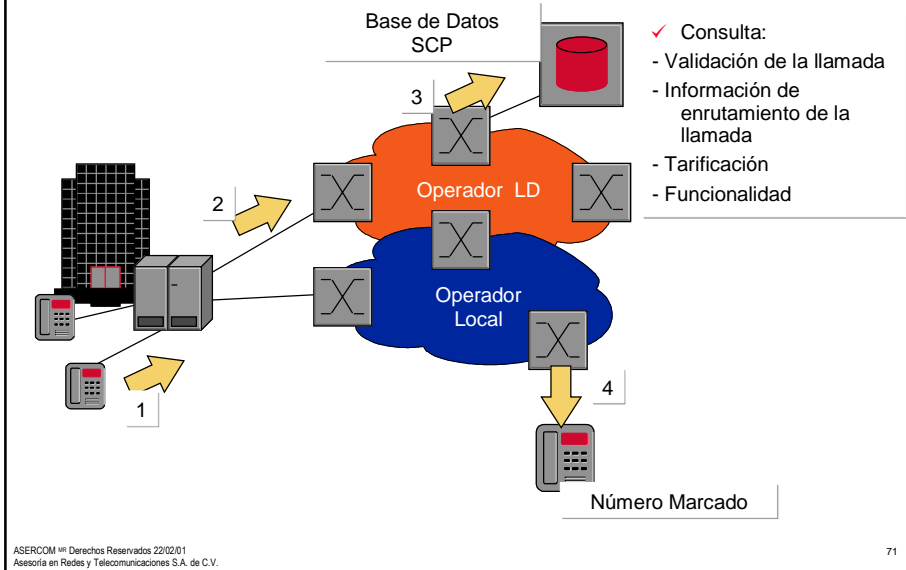 Base de Datos
SCP
✓ Consulta:
- Validación de la llamada
- Información de
enrutamiento de la
llamada
- Tarificación
- Funcionalidad
3
2
Operador LD
Operador
Local
1
4
Número Marcado
ASERCOM MR Derechos Reservados 22/02/01
Asesoría en Redes y Telecomunicaciones S.A. de C.V.
71